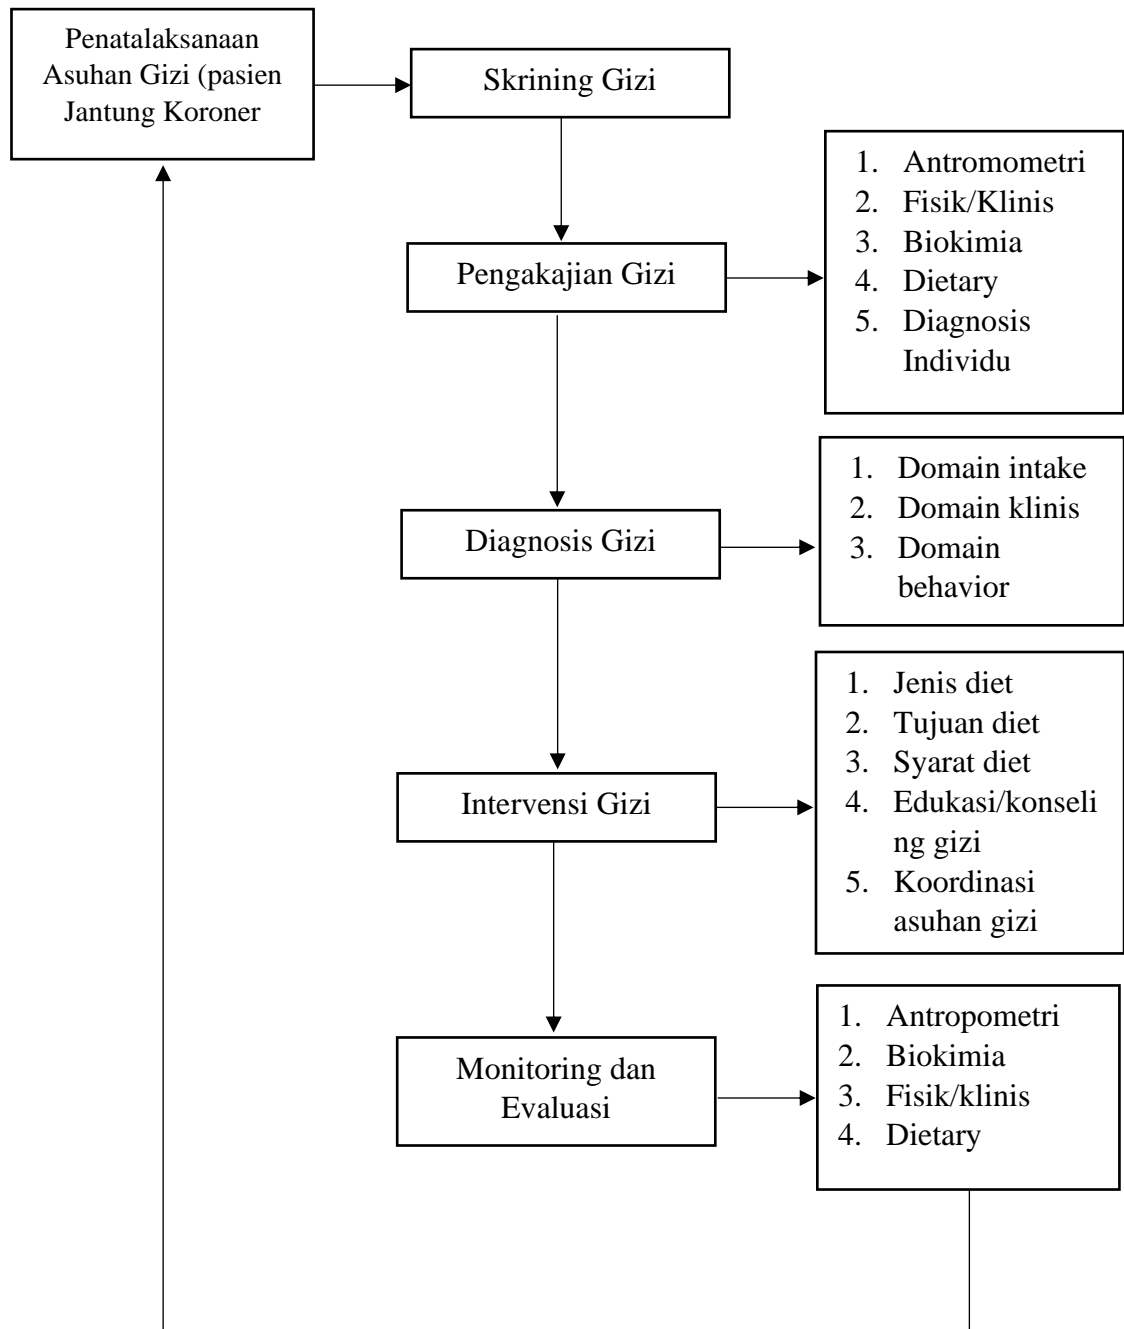 Penatalaksanaan
Asuhan Gizi (pasien
Jantung Koroner
Skrining Gizi
Pengakajian Gizi
1. Antromometri
2. Fisik/Klinis
3. Biokimia
4. Dietary
5. Diagnosis
Individu
Diagnosis Gizi
1. Domain intake
2. Domain klinis
3. Domain
behavior
Intervensi Gizi
1. Jenis diet
2. Tujuan diet
3. Syarat diet
4. Edukasi/konseli
ng gizi
5. Koordinasi
asuhan gizi
Monitoring dan
Evaluasi
1. Antropometri
2. Biokimia
3. Fisik/klinis
4. Dietary